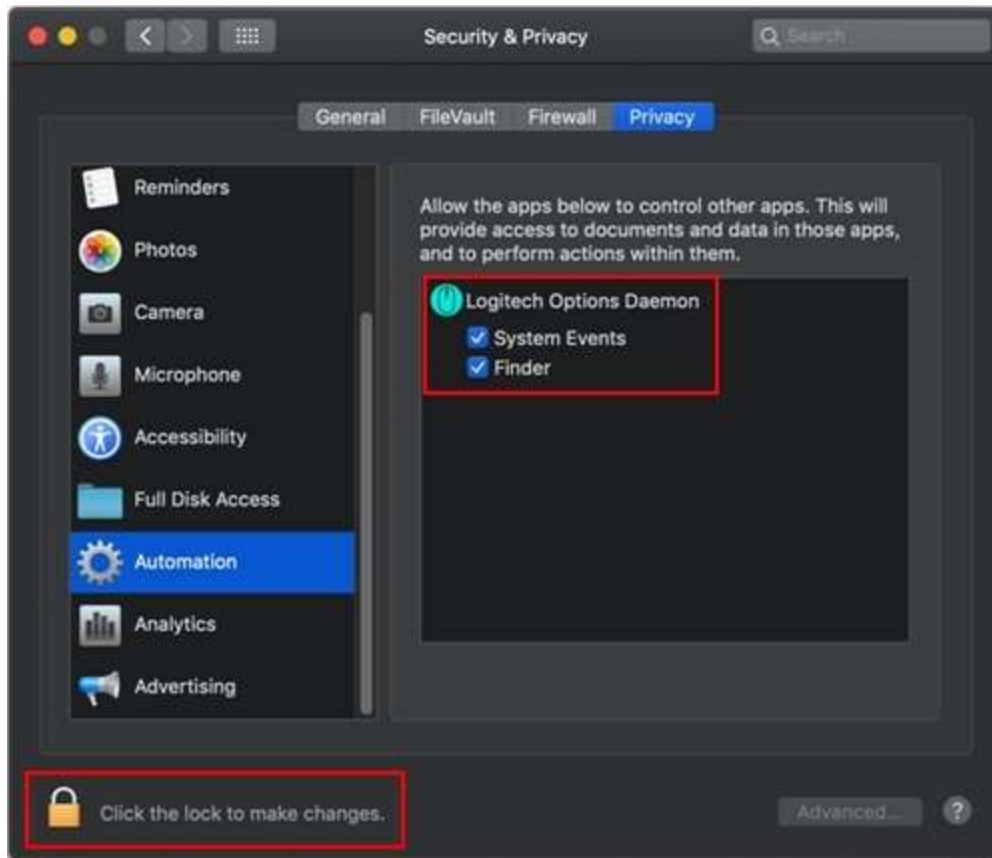 Security & Privacy
Search
General
FileVault
Firewall
Privacy
Reminders
Photos
Camera
Microphone
Accessibility
Full Disk Access
Automation
Analytics
Advertising
Allow the apps below to control other apps. This will
provide access to documents and data in those apps,
and to perform actions within them.
Logitech Options Daemon
System Events
Finder
Click the lock to make changes.
Advanced...
?